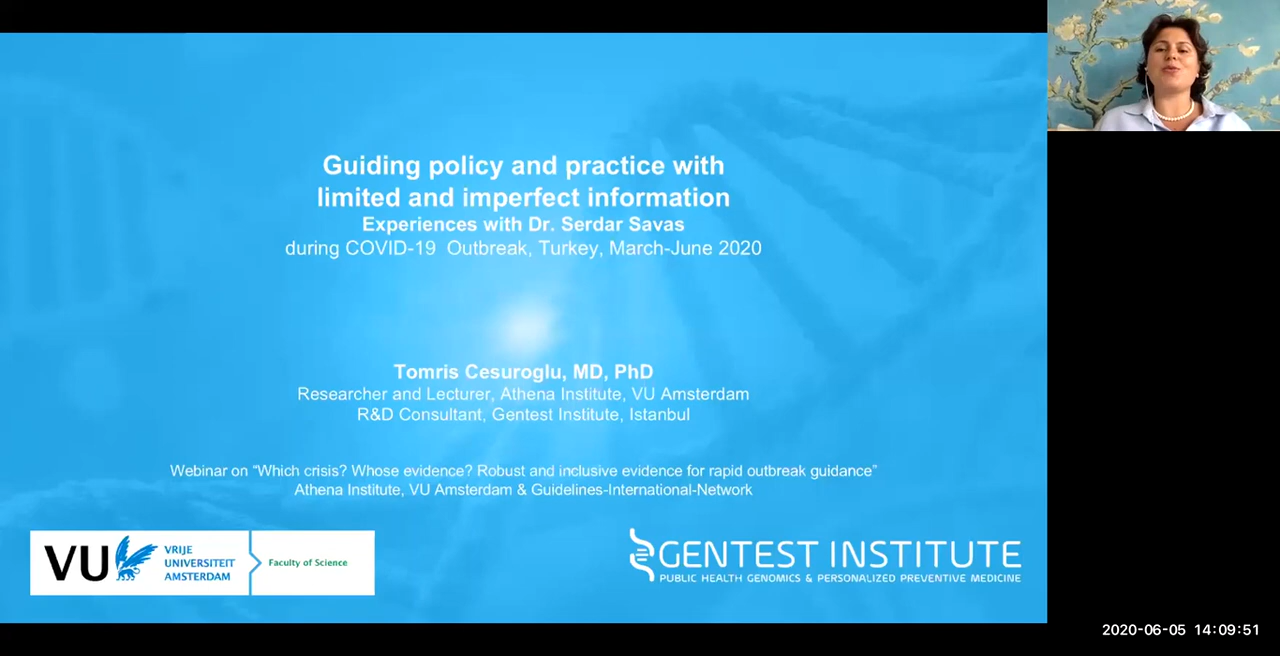 Guiding policy and practice with
limited and imperfect information
Experiences with Dr. Serdar Savas
during COVID-19 Outbreak, Turkey, March-June 2020
Tomris Cesuroglu, MD, PhD
Researcher and Lecturer, Athena Institute, VU Amsterdam
R&D Consultant, Gentest Institute, Istanbul
Webinar on “Which crisis? Whose evidence? Robust and inclusive evidence for rapid outbreak guidance”
Athena Institute, VU Amsterdam & Guidelines-International-Network
VU
VRIJE
UNIVERSITEIT
AMSTERDAM
Faculty of Science
GENTEST INSTITUTE
PUBLIC HEALTH GENOMICS & PERSONALIZED PREVENTIVE MEDICINE
2020-06-05 14:09:51